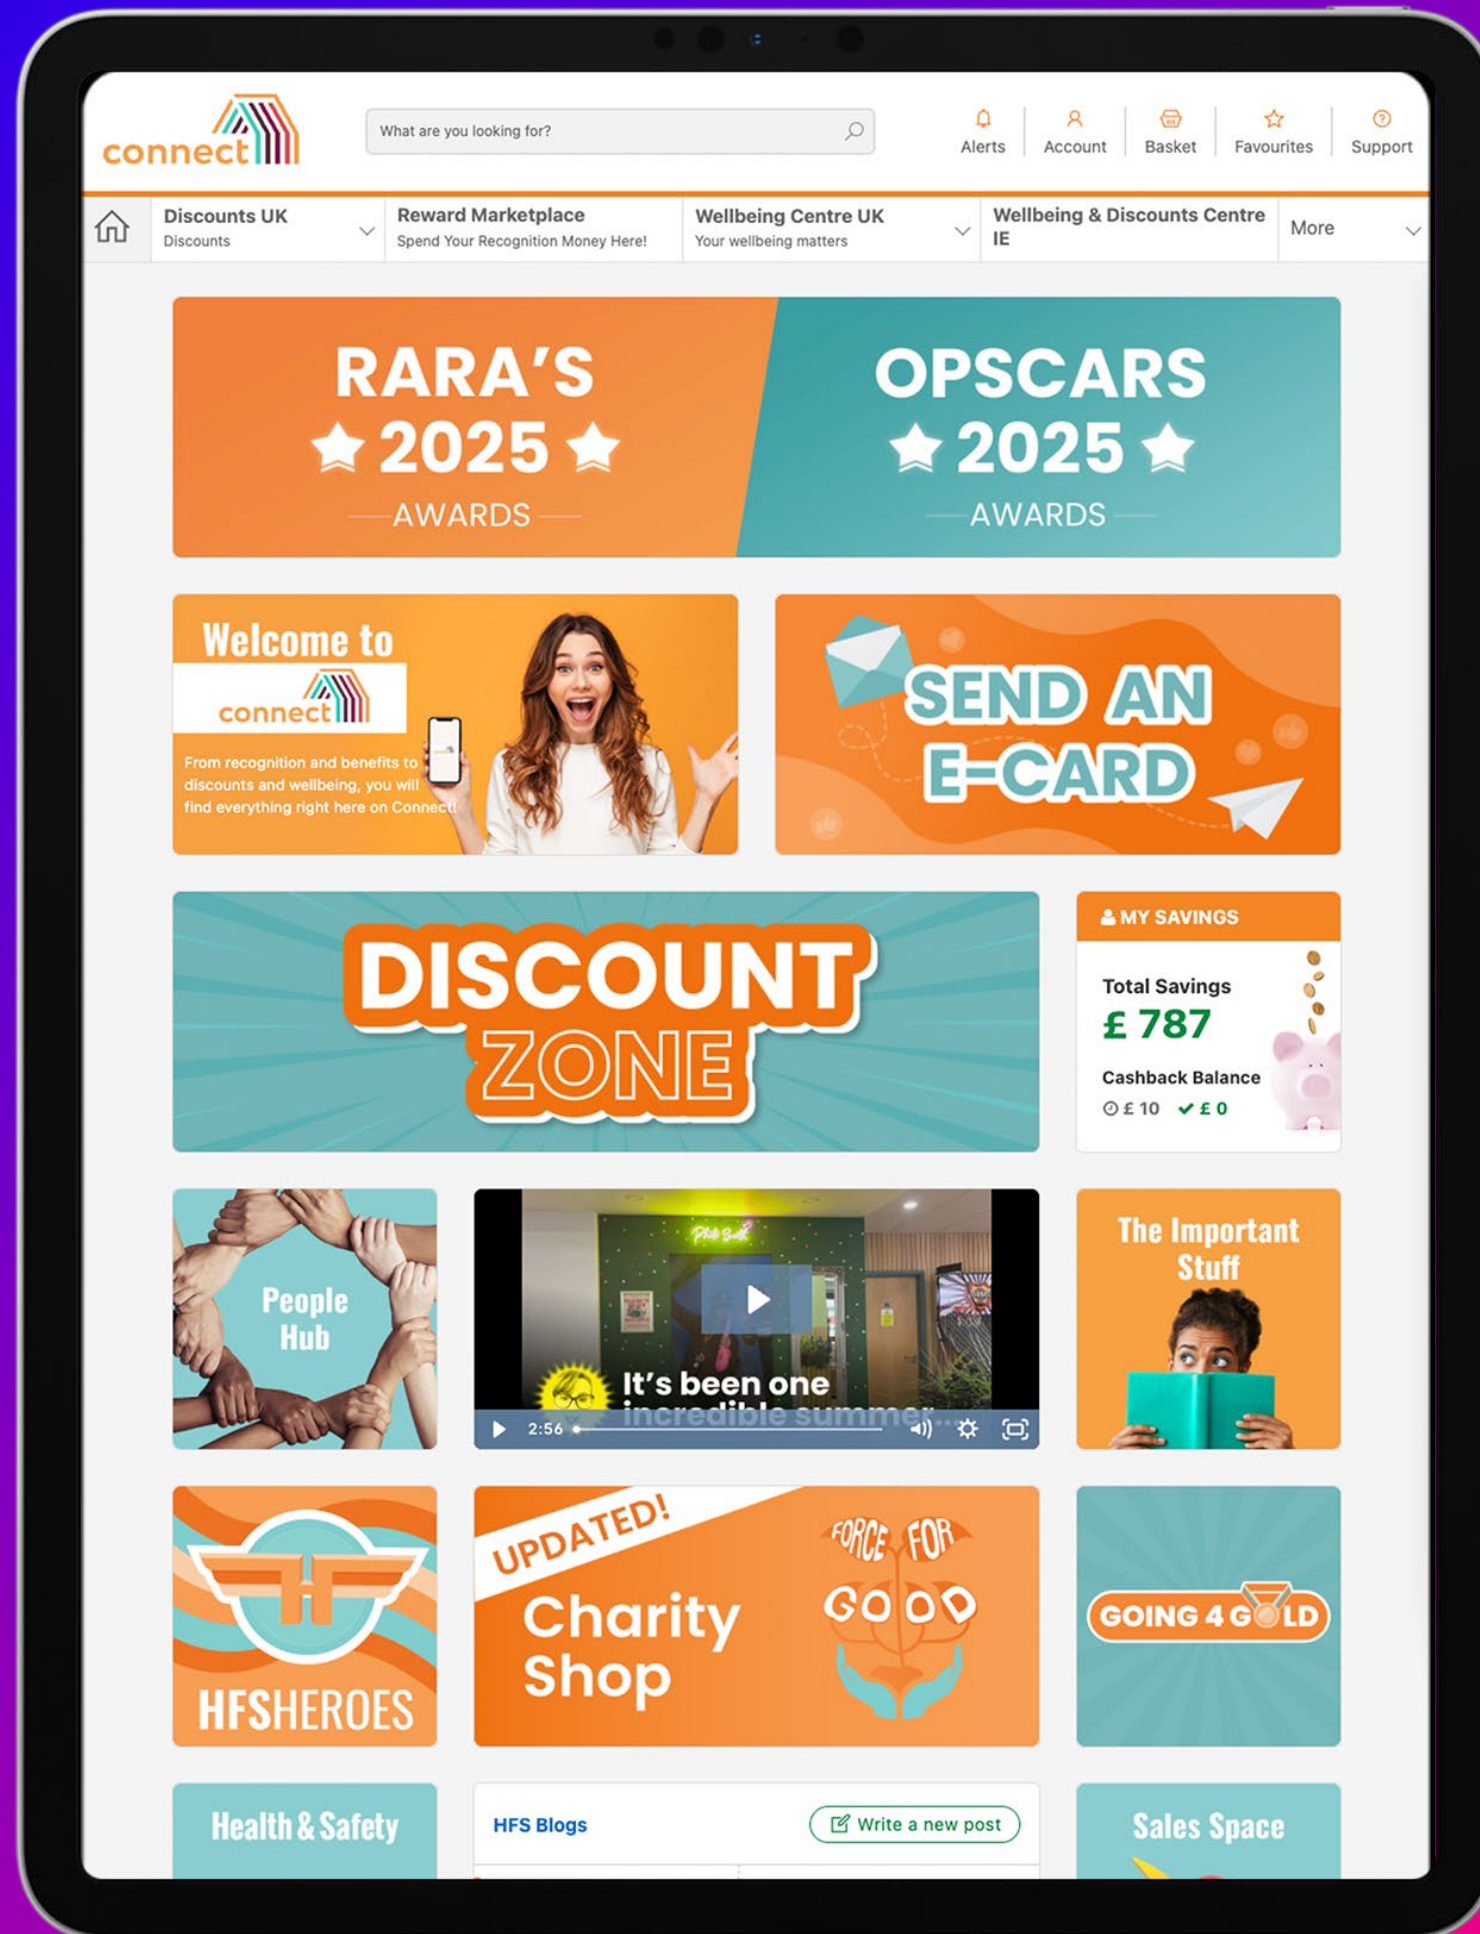 connect
What are you looking for?
Alerts
Account
Basket
Favourites
Support
Discounts UK
Discounts
Reward Marketplace
Spend Your Recognition Money Here!
Wellbeing Centre UK
Your wellbeing matters
Wellbeing & Discounts Centre
IE
More
RARA'S
2025
AWARDS
OPSCARS
2025
AWARDS
Welcome to
connect
From recognition and benefits to
discounts and wellbeing, you will
find everything right here on Connect!
SEND AN
E-CARD
DISCOUNT
ZONE
MY SAVINGS
Total Savings
£ 787
Cashback Balance
£ 10 £ 0
People
Hub
It's been one
incredible summer...
2:56
The Important
Stuff
HFSHEROES
UPDATED!
Charity
Shop
FORCE FOR
GOOD
GOING 4 GOLD
Health & Safety
HFS Blogs
Write a new post
Sales Space